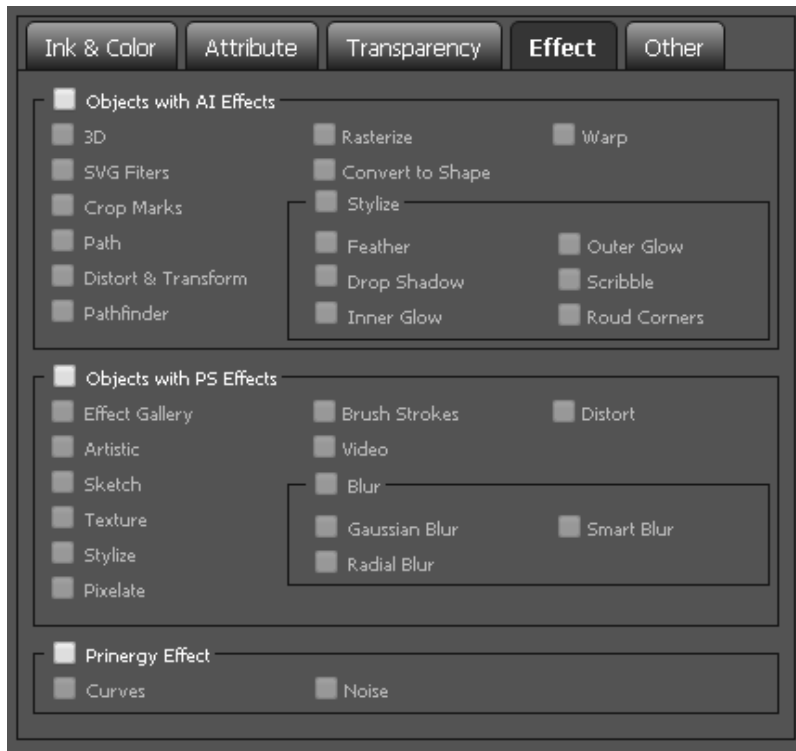 Ink & Color Attribute Transparency Effect Other
Objects with AI Effects
3D Rasterize Warp
SVG Fiters Convert to Shape
Crop Marks Stylize
Path Feather Outer Glow
Distort & Transform Drop Shadow Scribble
Pathfinder Inner Glow Roud Corners
Objects with PS Effects
Effect Gallery Brush Strokes Distort
Artistic Video
Sketch Blur
Texture Gaussian Blur Smart Blur
Stylize Radial Blur
Pixelate
Prinergy Effect
Curves Noise